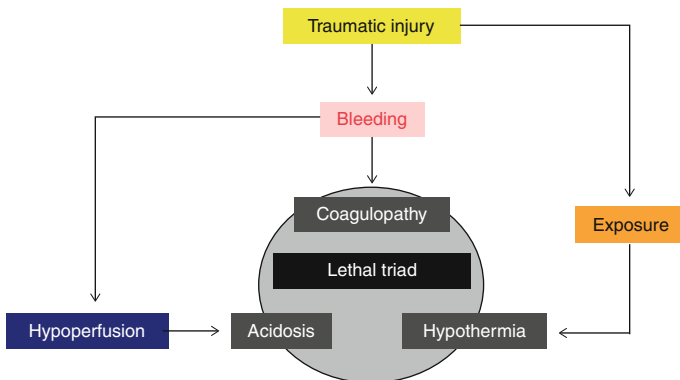 Traumatic injury
Bleeding
Coagulopathy
Exposure
Lethal triad
Hypoperfusion
Acidosis
Hypothermia